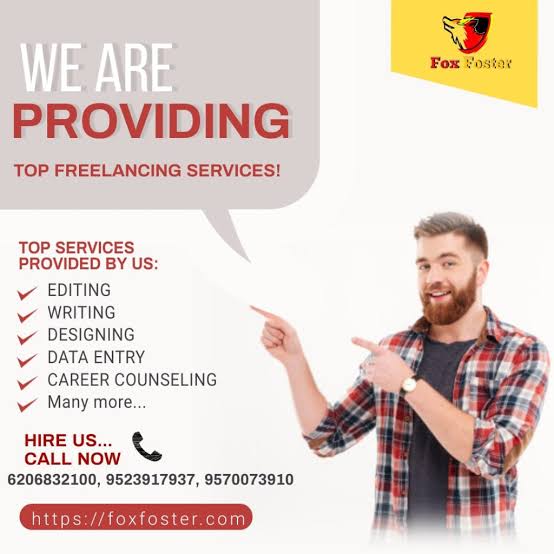 WE ARE
PROVIDING
TOP FREELANCING SERVICES!
Fox Foster
TOP SERVICES
PROVIDED BY US:
EDITING
WRITING
DESIGNING
DATA ENTRY
CAREER COUNSELING
Many more...
HIRE US...
CALL NOW
6206832100, 9523917937, 9570073910
https://foxfoster.com